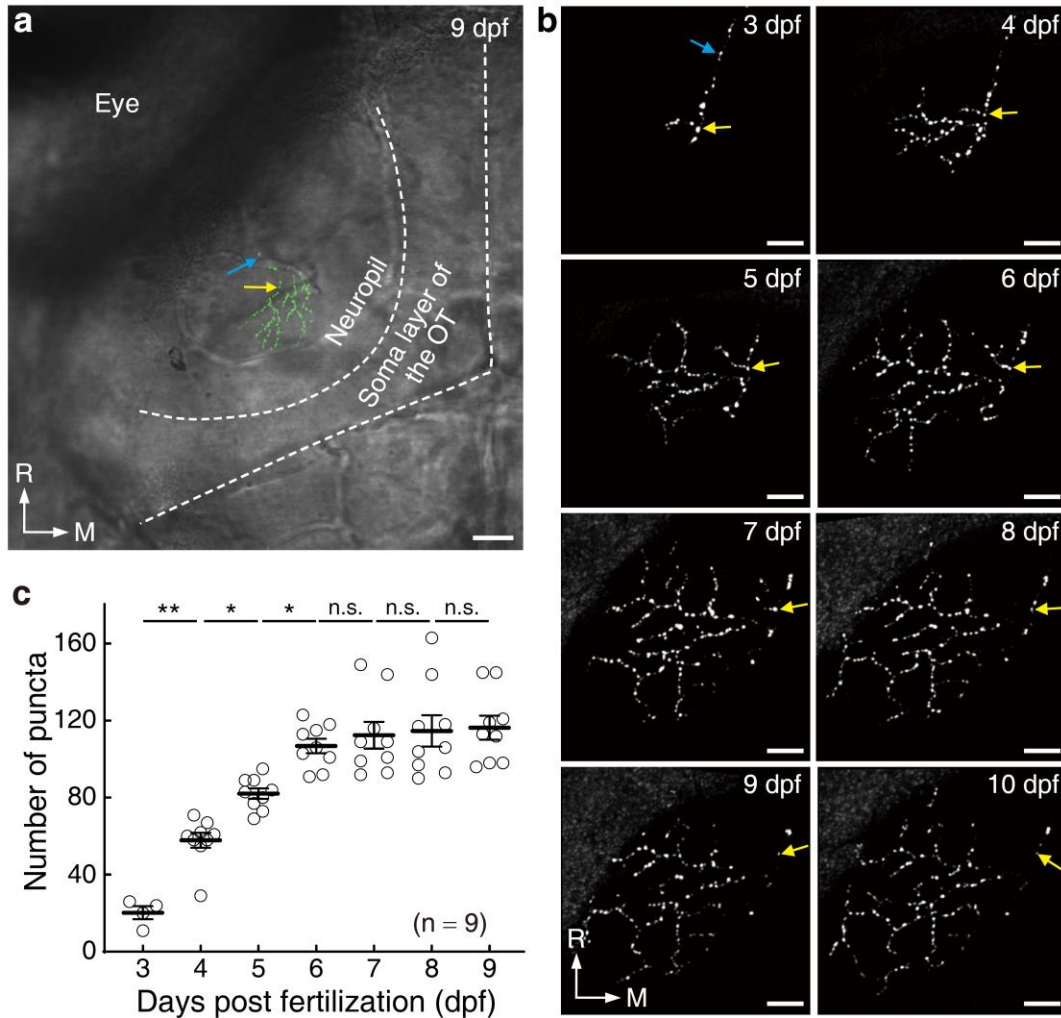 a
9 dpf
Eye
Neuropil
Soma layer of
the OT
R
M
b
3 dpf
4 dpf
5 dpf
6 dpf
7 dpf
8 dpf
9 dpf
10 dpf
R
M
c
** * * n.s. n.s. n.s.
Number of puncta
160
120
80
40
0
(n = 9)
3 4 5 6 7 8 9
Days post fertilization (dpf)